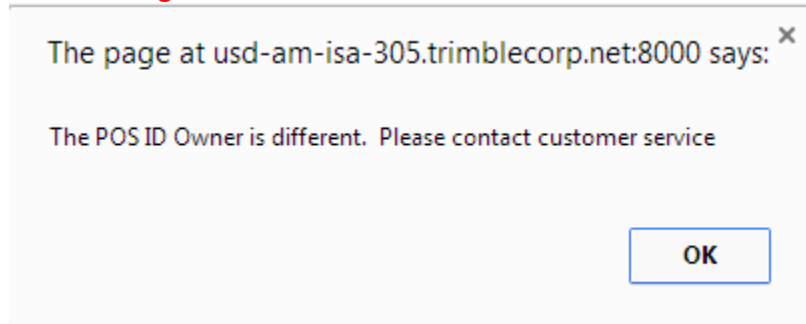 The page at usd-am-isa-305.trimblecorp.net:8000 says:
The POS ID Owner is different. Please contact customer service
OK